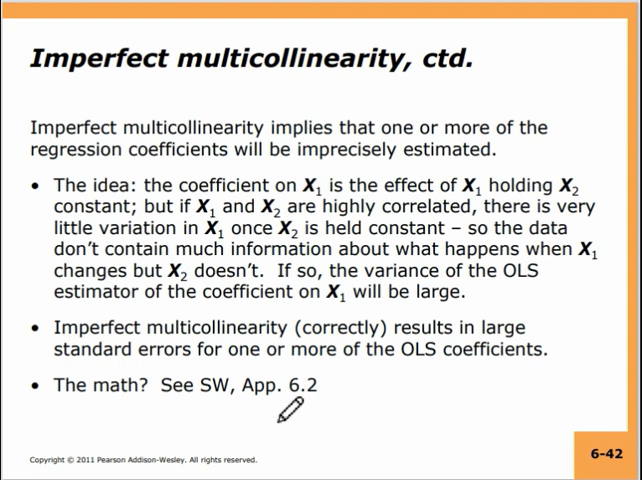 Imperfect multicollinearity, ctd.
Imperfect multicollinearity implies that one or more of the
regression coefficients will be imprecisely estimated.
• The idea: the coefficient on X₁ is the effect of X₁ holding X₂
constant; but if X₁ and X₂ are highly correlated, there is very
little variation in X₁ once X₂ is held constant – so the data
don't contain much information about what happens when X₁
changes but X₂ doesn't.  If so, the variance of the OLS
estimator of the coefficient on X₁ will be large.
• Imperfect multicollinearity (correctly) results in large
standard errors for one or more of the OLS coefficients.
• The math?  See SW, App. 6.2
Copyright © 2011 Pearson Addison-Wesley. All rights reserved.
6-42